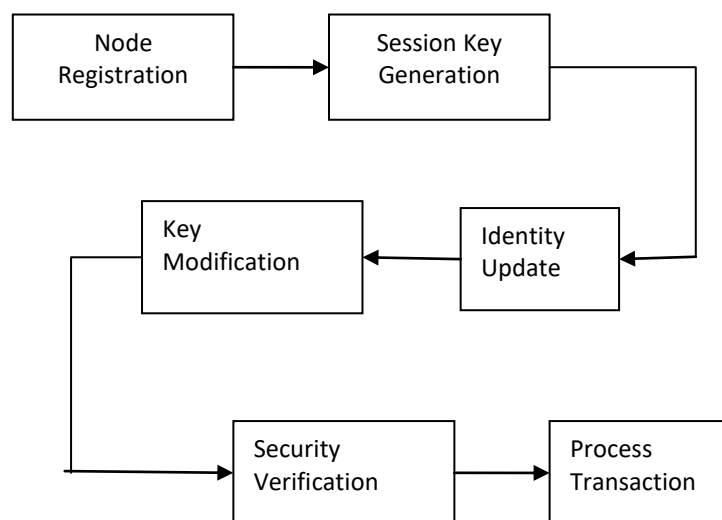 Node
Registration
Session Key
Generation
Identity
Update
Key
Modification
Security
Verification
Process
Transaction